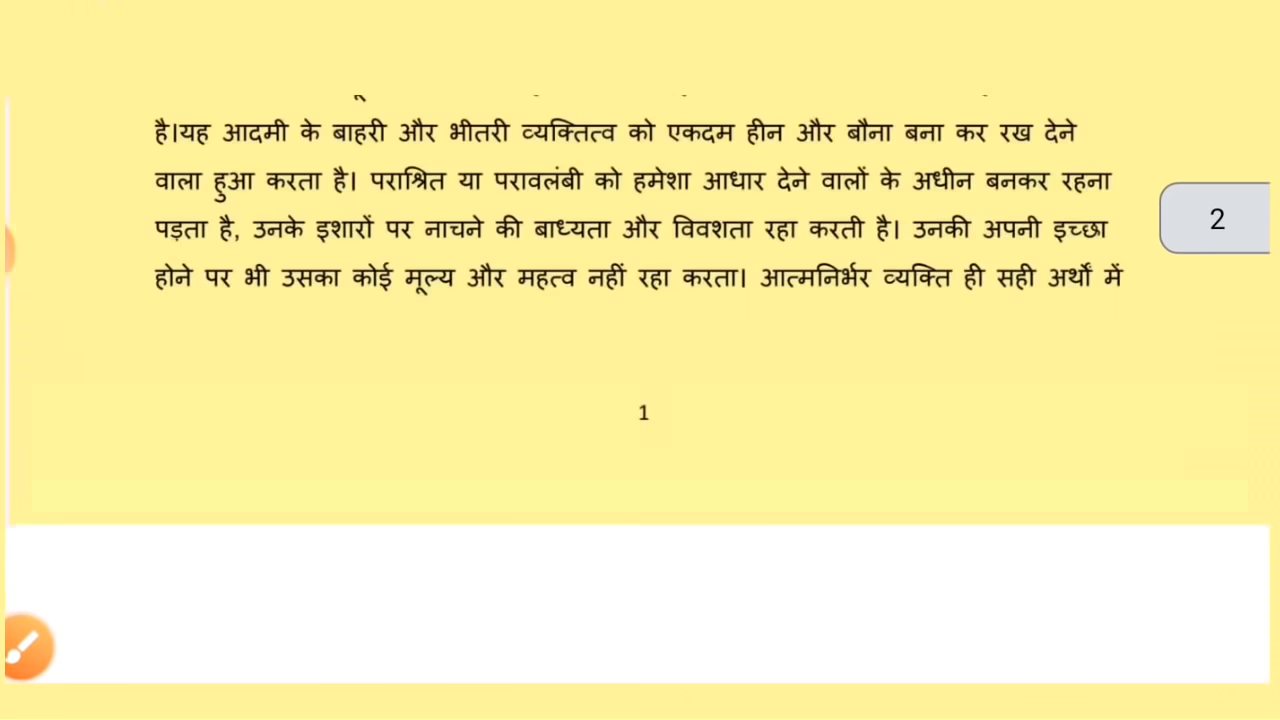 है।यह आदमी के बाहरी और भीतरी व्यक्तित्व को एकदम हीन और बौना बना कर रख देने
वाला हुआ करता है। पराश्रित या परावलंबी को हमेशा आधार देने वालों के अधीन बनकर रहना
पड़ता है, उनके इशारों पर नाचने की बाध्यता और विवशता रहा करती है। उनकी अपनी इच्छा
होने पर भी उसका कोई मूल्य और महत्व नहीं रहा करता। आत्मनिर्भर व्यक्ति ही सही अर्थों में
1
2